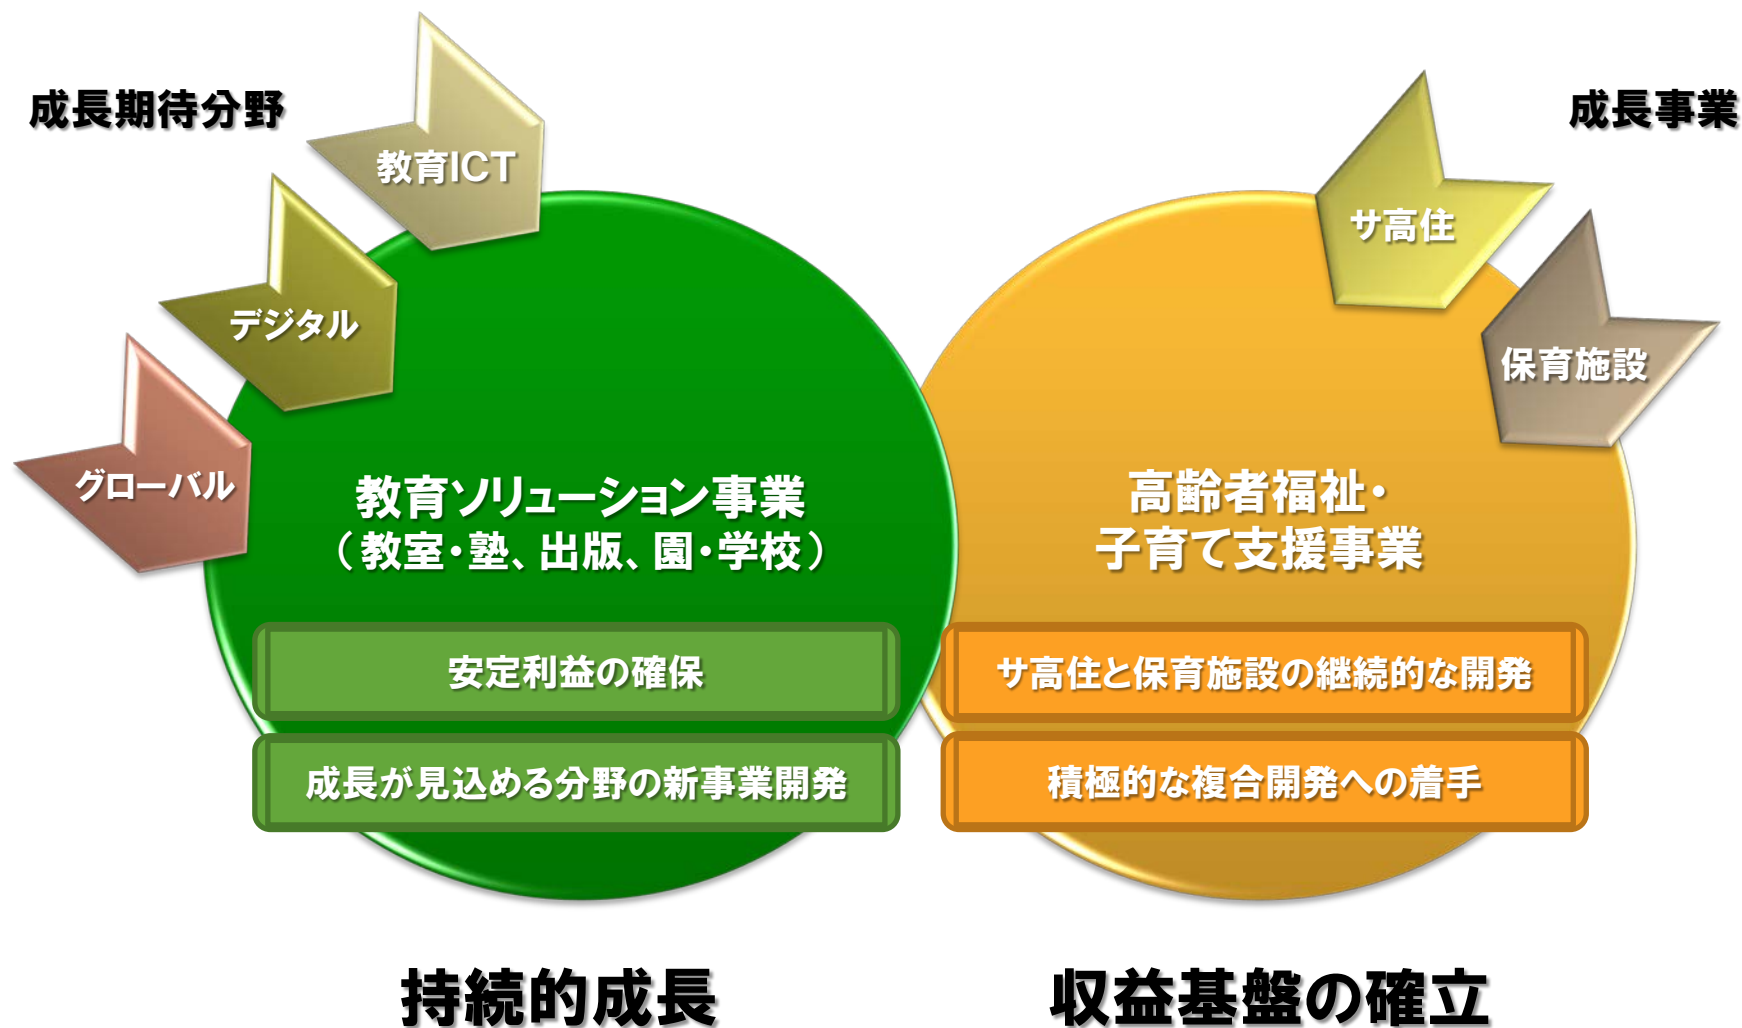 成長期待分野
教育ICT
デジタル
グローバル
教育ソリューション事業
（教室・塾、出版、園・学校）
安定利益の確保
成長が見込める分野の新事業開発
持続的成長
成長事業
サ高住
保育施設
高齢者福祉・
子育て支援事業
サ高住と保育施設の継続的な開発
積極的な複合開発への着手
収益基盤の確立